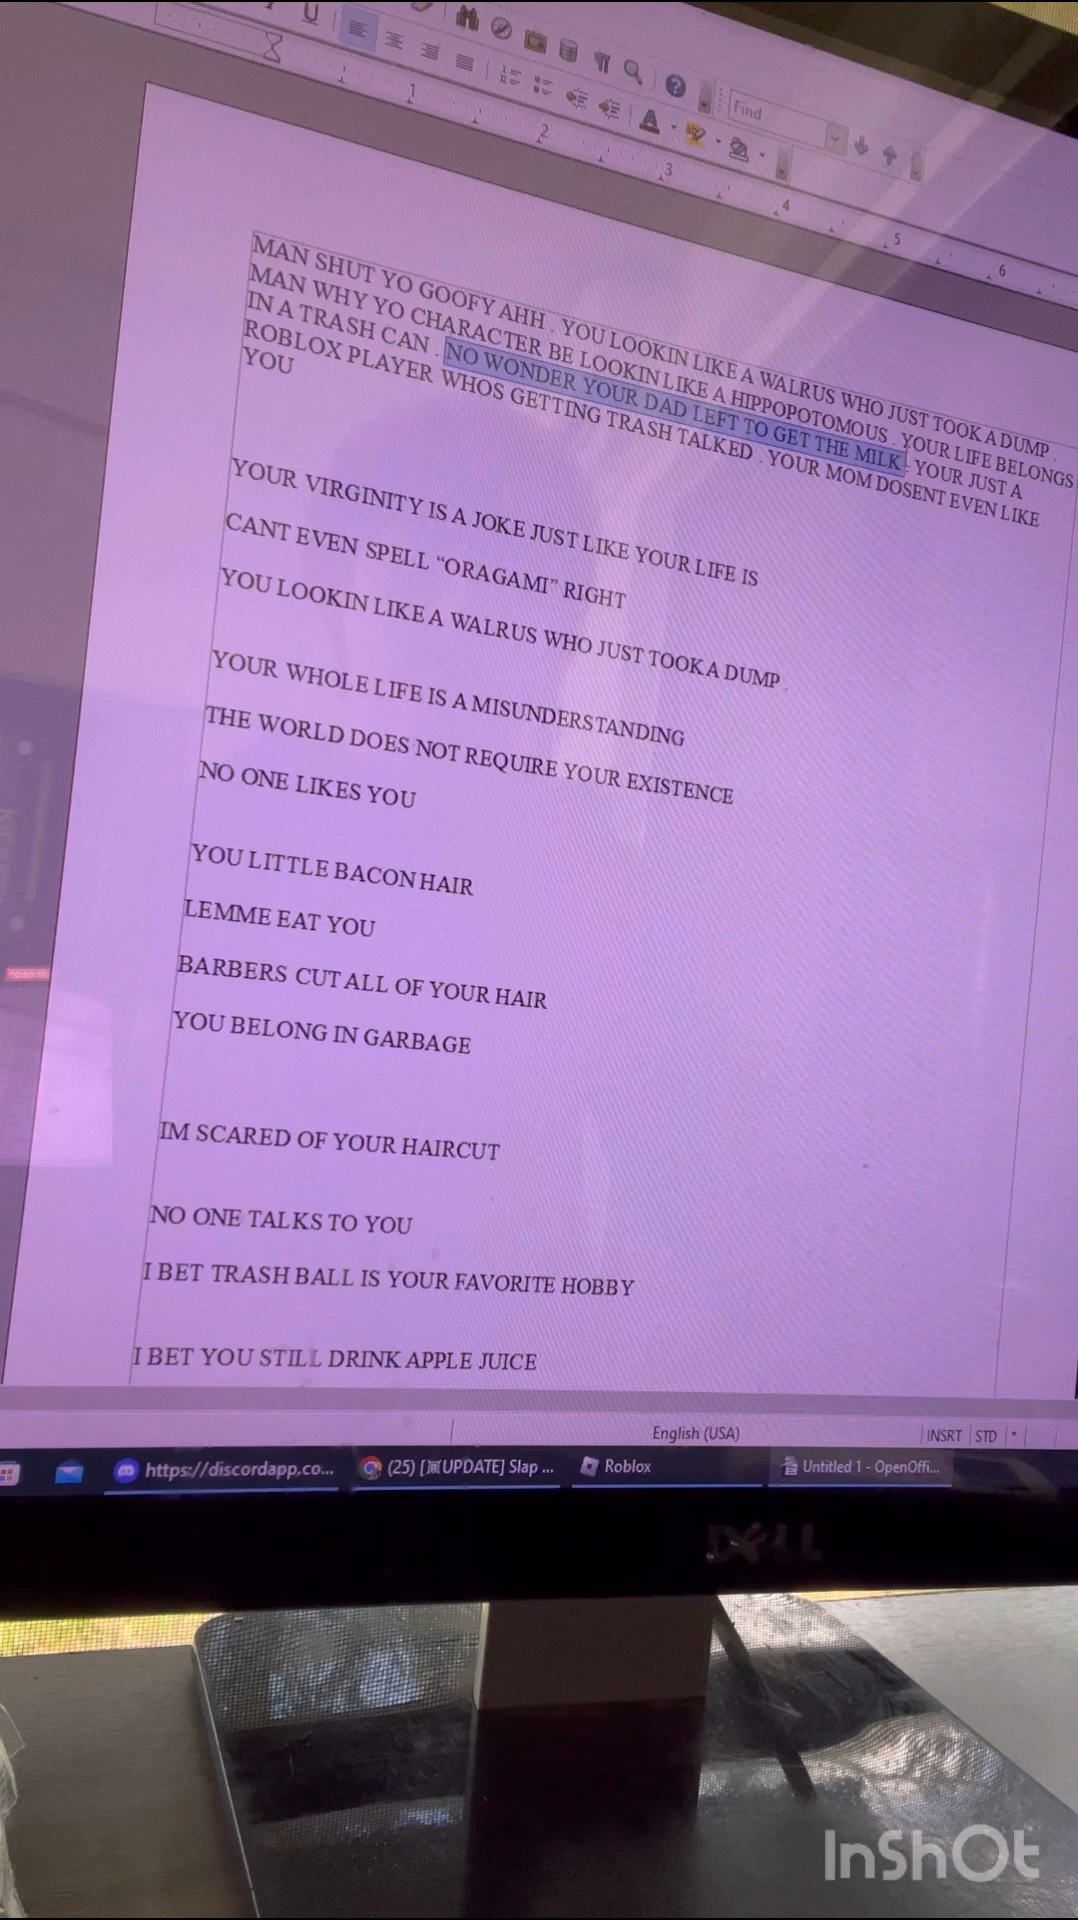 U
Find
1 2 3 4 5 6
MAN SHUT YO GOOFY AHH . YOU LOOKIN LIKE A WALRUS WHO JUST TOOK A DUMP .
MAN WHY YO CHARACTER BE LOOKIN LIKE A HIPPOPOTOMOUS . YOUR LIFE BELONGS
IN A TRASH CAN . NO WONDER YOUR DAD LEFT TO GET THE MILK . YOUR JUST A
ROBLOX PLAYER WHOS GETTING TRASH TALKED . YOUR MOM DOSENT EVEN LIKE
YOU
YOUR VIRGINITY IS A JOKE JUST LIKE YOUR LIFE IS
CANT EVEN SPELL “ORAGAMI” RIGHT
YOU LOOKIN LIKE A WALRUS WHO JUST TOOK A DUMP .
YOUR WHOLE LIFE IS A MISUNDERSTANDING
THE WORLD DOES NOT REQUIRE YOUR EXISTENCE
NO ONE LIKES YOU
YOU LITTLE BACON HAIR
LEMME EAT YOU
BARBERS CUT ALL OF YOUR HAIR
YOU BELONG IN GARBAGE
IM SCARED OF YOUR HAIRCUT
NO ONE TALKS TO YOU
I BET TRASH BALL IS YOUR FAVORITE HOBBY
I BET YOU STILL DRINK APPLE JUICE
English (USA) INSRT STD *
https://discordapp.co... (25) [UPDATE] Slap ... Roblox Untitled 1 - OpenOffi...
DELL
InShOt